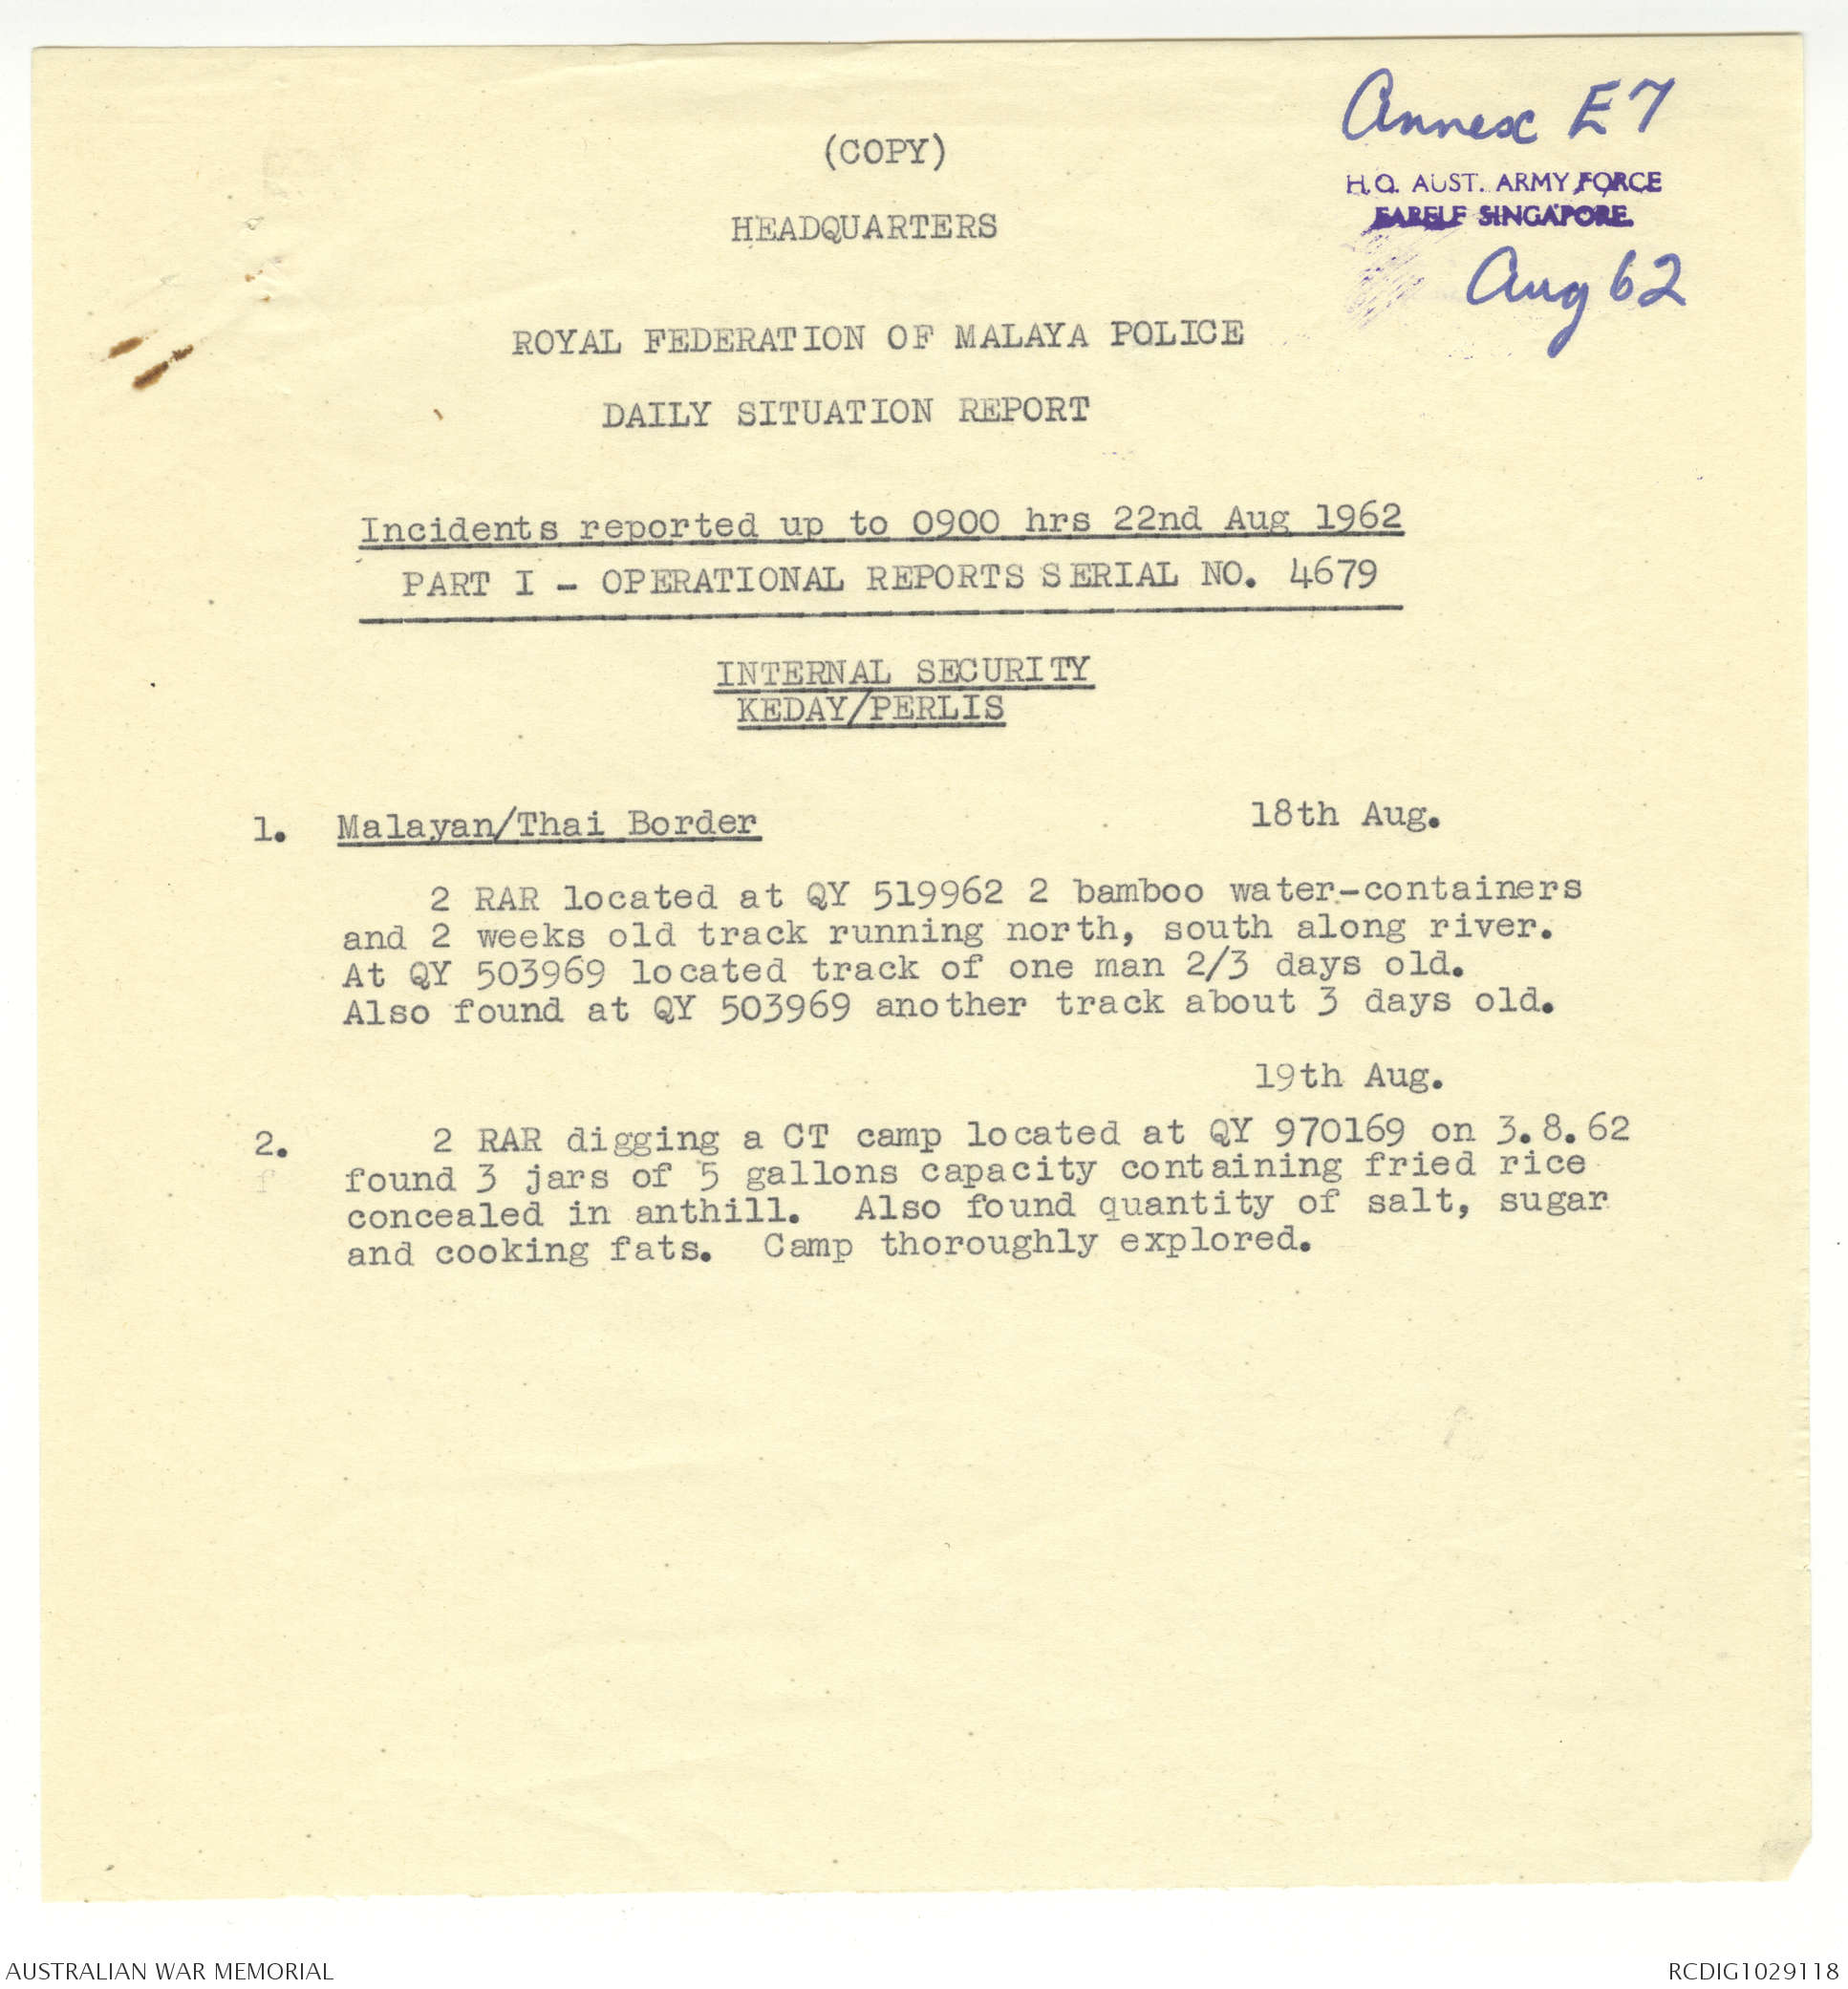 Annex E7
(COPY)
H.Q. AUST. ARMY FORCE
FARELF SINGAPORE.
HEADQUARTERS
Aug 62
ROYAL FEDERATION OF MALAYA POLICE
DAILY SITUATION REPORT
Incidents reported up to 0900 hrs 22nd Aug 1962
PART I - OPERATIONAL REPORTS SERIAL NO. 4679
INTERNAL SECURITY
KEDAY/PERLIS
1. Malayan/Thai Border 18th Aug.
2 RAR located at QY 519962 2 bamboo water-containers
and 2 weeks old track running north, south along river.
At QY 503969 located track of one man 2/3 days old.
Also found at QY 503969 another track about 3 days old.
19th Aug.
2. 2 RAR digging a CT camp located at QY 970169 on 3.8.62
found 3 jars of 5 gallons capacity containing fried rice
concealed in anthill. Also found quantity of salt, sugar
and cooking fats. Camp thoroughly explored.
AUSTRALIAN WAR MEMORIAL RCDIG1029118